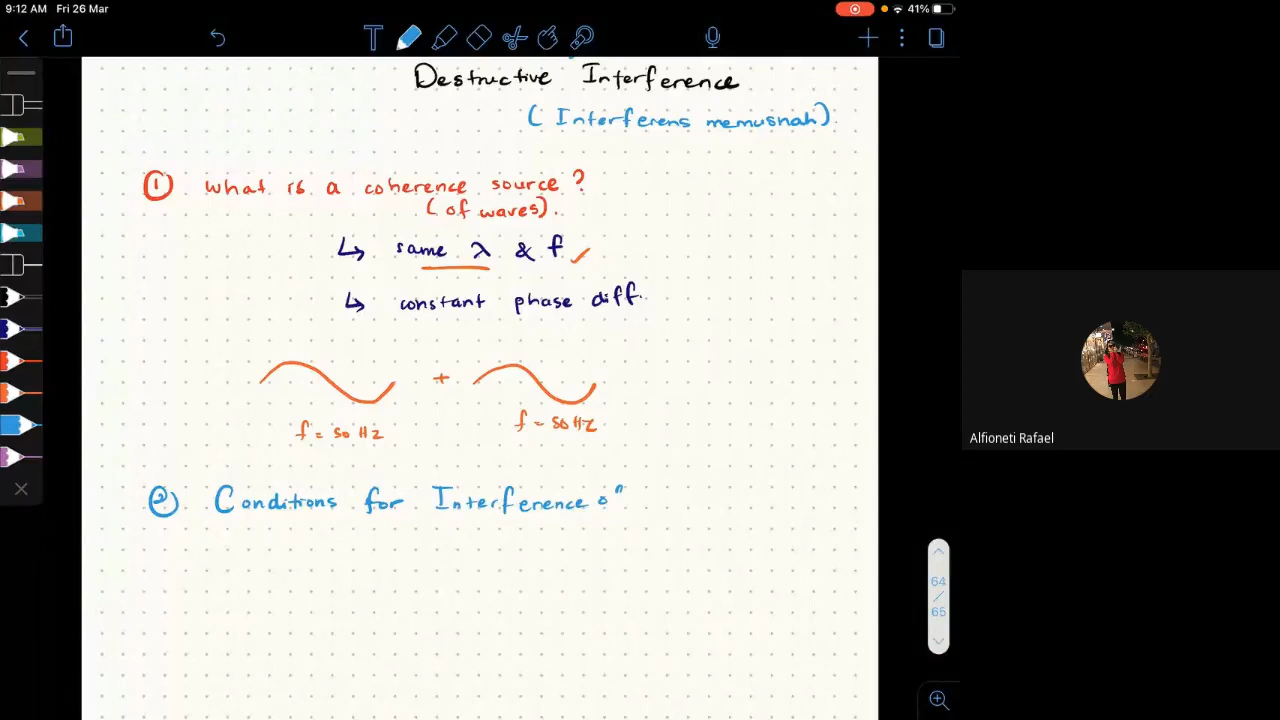 9:12 AM Fri 26 Mar
41%
T
Destructive Interference
(Interferens memusnah)
① What is a coherence source?
(of waves).
↳ same λ & f ✓
↳ constant phase diff.
+
f = 50 Hz
f = 50 Hz
② Conditions for Interference
64
/
65
Alfioneti Rafael